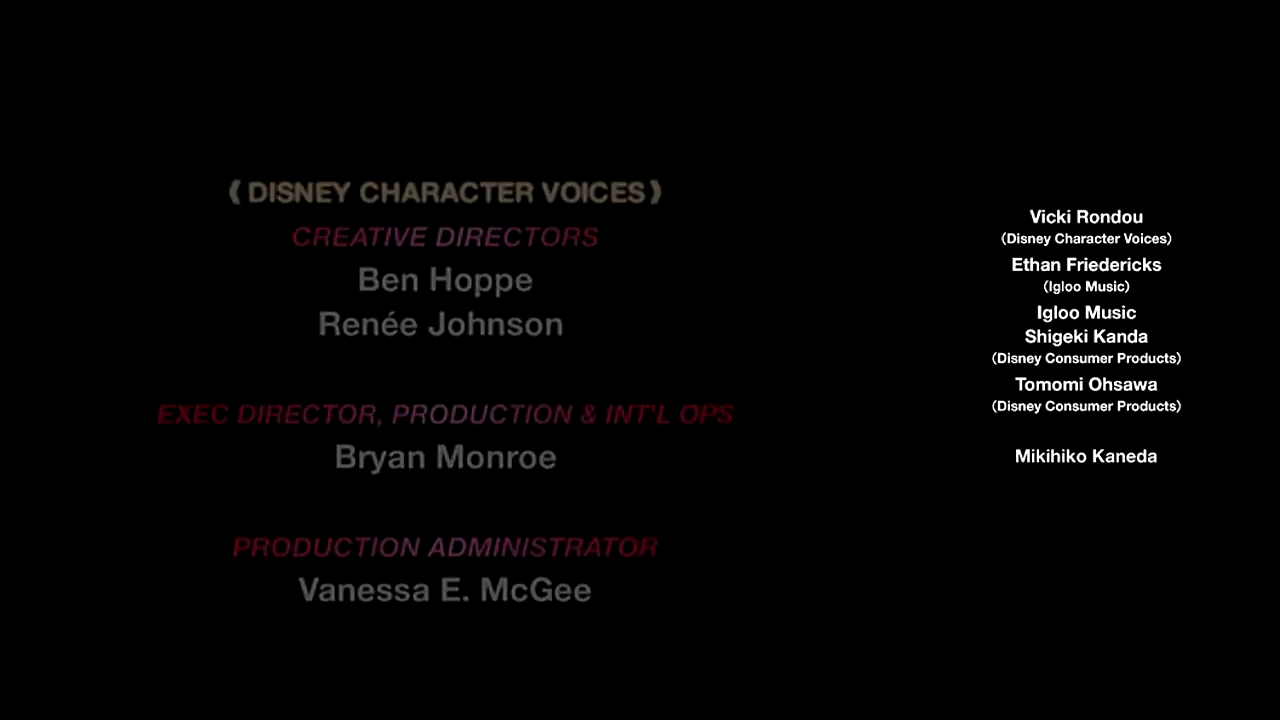 ❪DISNEY CHARACTER VOICES❫
CREATIVE DIRECTORS
Ben Hoppe
Renée Johnson
EXEC DIRECTOR, PRODUCTION & INT'L OPS
Bryan Monroe
PRODUCTION ADMINISTRATOR
Vanessa E. McGee
Vicki Rondou
(Disney Character Voices)
Ethan Friedericks
(Igloo Music)
Igloo Music
Shigeki Kanda
(Disney Consumer Products)
Tomomi Ohsawa
(Disney Consumer Products)
Mikihiko Kaneda